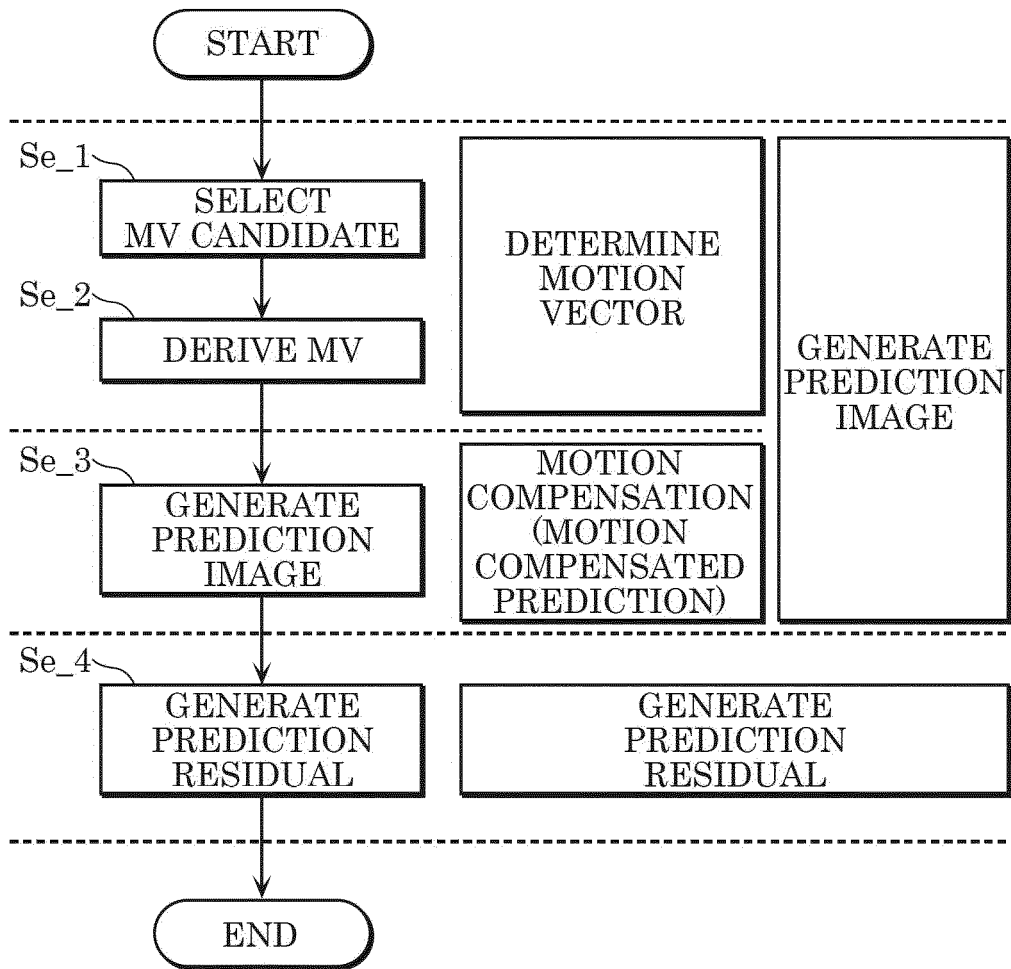 START
Se_1
SELECT
MV CANDIDATE
Se_2
DERIVE MV
DETERMINE
MOTION
VECTOR
GENERATE
PREDICTION
IMAGE
Se_3
GENERATE
PREDICTION
IMAGE
MOTION
COMPENSATION
(MOTION
COMPENSATED
PREDICTION)
Se_4
GENERATE
PREDICTION
RESIDUAL
GENERATE
PREDICTION
RESIDUAL
END